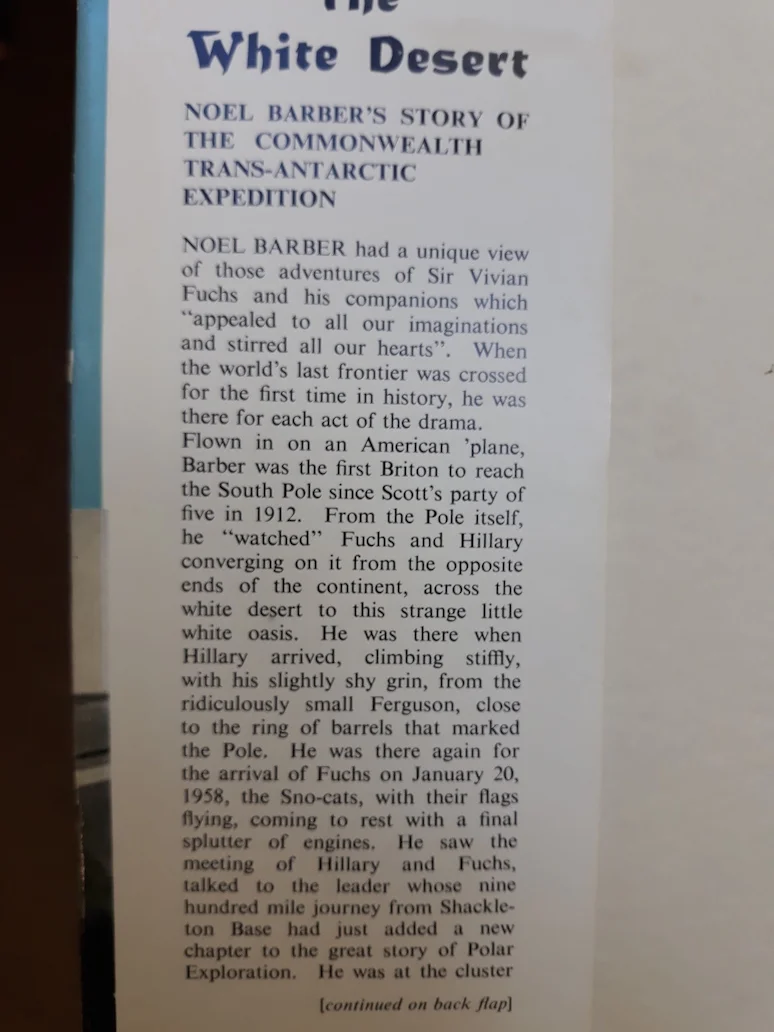 The
White Desert
NOEL BARBER'S STORY OF
THE COMMONWEALTH
TRANS-ANTARCTIC
EXPEDITION
NOEL BARBER had a unique view
of those adventures of Sir Vivian
Fuchs and his companions which
"appealed to all our imaginations
and stirred all our hearts". When
the world's last frontier was crossed
for the first time in history, he was
there for each act of the drama.
Flown in on an American 'plane,
Barber was the first Briton to reach
the South Pole since Scott's party of
five in 1912. From the Pole itself,
he "watched" Fuchs and Hillary
converging on it from the opposite
ends of the continent, across the
white desert to this strange little
white oasis. He was there when
Hillary arrived, climbing stiffly,
with his slightly shy grin, from the
ridiculously small Ferguson, close
to the ring of barrels that marked
the Pole. He was there again for
the arrival of Fuchs on January 20,
1958, the Sno-cats, with their flags
flying, coming to rest with a final
splutter of engines. He saw the
meeting of Hillary and Fuchs,
talked to the leader whose nine
hundred mile journey from Shackle-
ton Base had just added a new
chapter to the great story of Polar
Exploration. He was at the cluster
[continued on back flap]